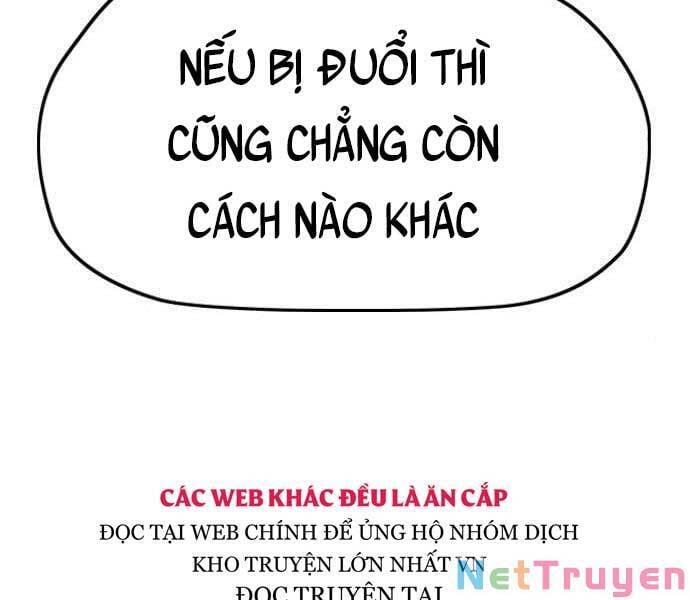 NẾU BỊ ĐUỔI THÌ
CŨNG CHẲNG CÒN
CÁCH NÀO KHÁC
CÁC WEB KHÁC ĐỀU LÀ ĂN CẮP
ĐỌC TẠI WEB CHÍNH ĐỂ ỦNG HỘ NHÓM DỊCH
KHO TRUYỆN LỚN NHẤT VN
NetTruyen
ĐỌC TRUYỆN TẠI